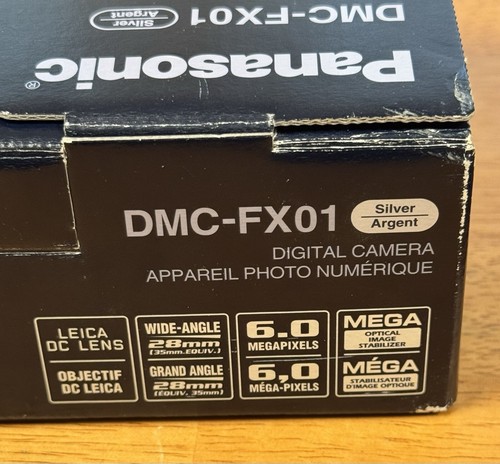 DMC-FX01 Silver Argent
Panasonic®
DMC-FX01
Silver
Argent
DIGITAL CAMERA
APPAREIL PHOTO NUMÉRIQUE
LEICA
DC LENS
OBJECTIF
DC LEICA
WIDE-ANGLE
28mm
(35mm.EQUIV.)
GRAND ANGLE
28mm
(ÉQUIV. 35mm)
6.0
MEGAPIXELS
6,0
MÉGA-PIXELS
MEGA
OPTICAL
IMAGE
STABILIZER
MÉGA
STABILISATEUR
D'IMAGE OPTIQUE